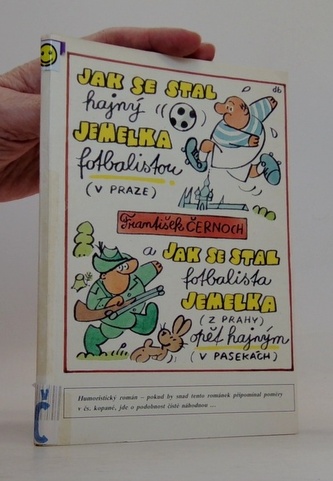 db
JAK SE STAL
hajný
JEMELKA
fotbalistou
(V PRAZE)
František ČERNOCH
a JAK SE STAL
fotbalista
JEMELKA
(Z PRAHY)
opět hajným
(V PASEKÁCH)
Humoristický román – pokud by snad tento románek připomínal poměry
v čs. kopané, jde o podobnost čistě náhodnou ...
Č